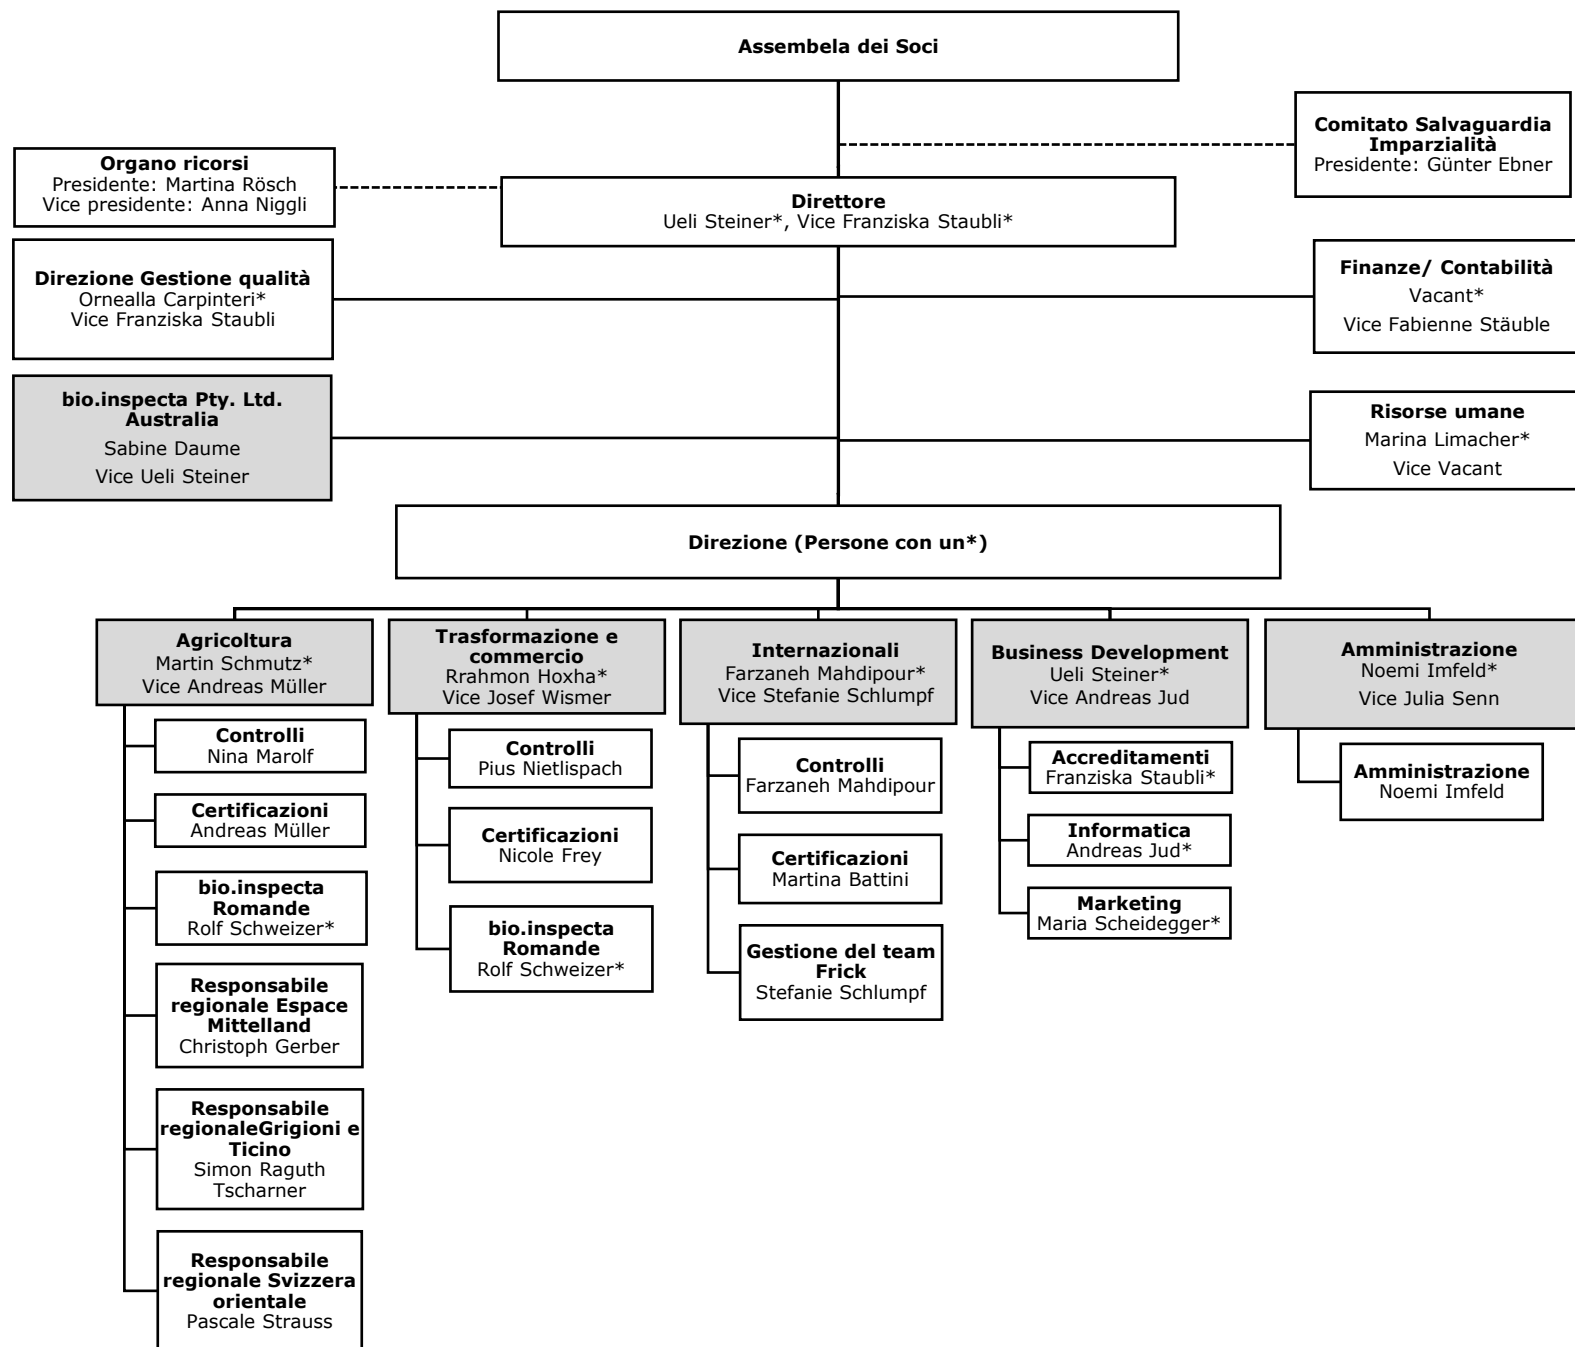 Assembela dei Soci
Comitato Salvaguardia
Imparzialità
Presidente: Günter Ebner
Organo ricorsi
Presidente: Martina Rösch
Vice presidente: Anna Niggli
Direttore
Ueli Steiner*, Vice Franziska Staubli*
Direzione Gestione qualità
Ornealla Carpinteri*
Vice Franziska Staubli
Finanze/ Contabilità
Vacant*
Vice Fabienne Stäuble
bio.inspecta Pty. Ltd.
Australia
Sabine Daume
Vice Ueli Steiner
Risorse umane
Marina Limacher*
Vice Vacant
Direzione (Persone con un*)
Agricoltura
Martin Schmutz*
Vice Andreas Müller
Controlli
Nina Marolf
Certificazioni
Andreas Müller
bio.inspecta
Romande
Rolf Schweizer*
Responsabile
regionale Espace
Mittelland
Christoph Gerber
Responsabile
regionaleGrigioni e
Ticino
Simon Raguth
Tscharner
Responsabile
regionale Svizzera
orientale
Pascale Strauss
Trasformazione e
commercio
Rrahmon Hoxha*
Vice Josef Wismer
Controlli
Pius Nietlispach
Certificazioni
Nicole Frey
bio.inspecta
Romande
Rolf Schweizer*
Internazionali
Farzaneh Mahdipour*
Vice Stefanie Schlumpf
Controlli
Farzaneh Mahdipour
Certificazioni
Martina Battini
Gestione del team
Frick
Stefanie Schlumpf
Business Development
Ueli Steiner*
Vice Andreas Jud
Accreditamenti
Franziska Staubli*
Informatica
Andreas Jud*
Marketing
Maria Scheidegger*
Amministrazione
Noemi Imfeld*
Vice Julia Senn
Amministrazione
Noemi Imfeld